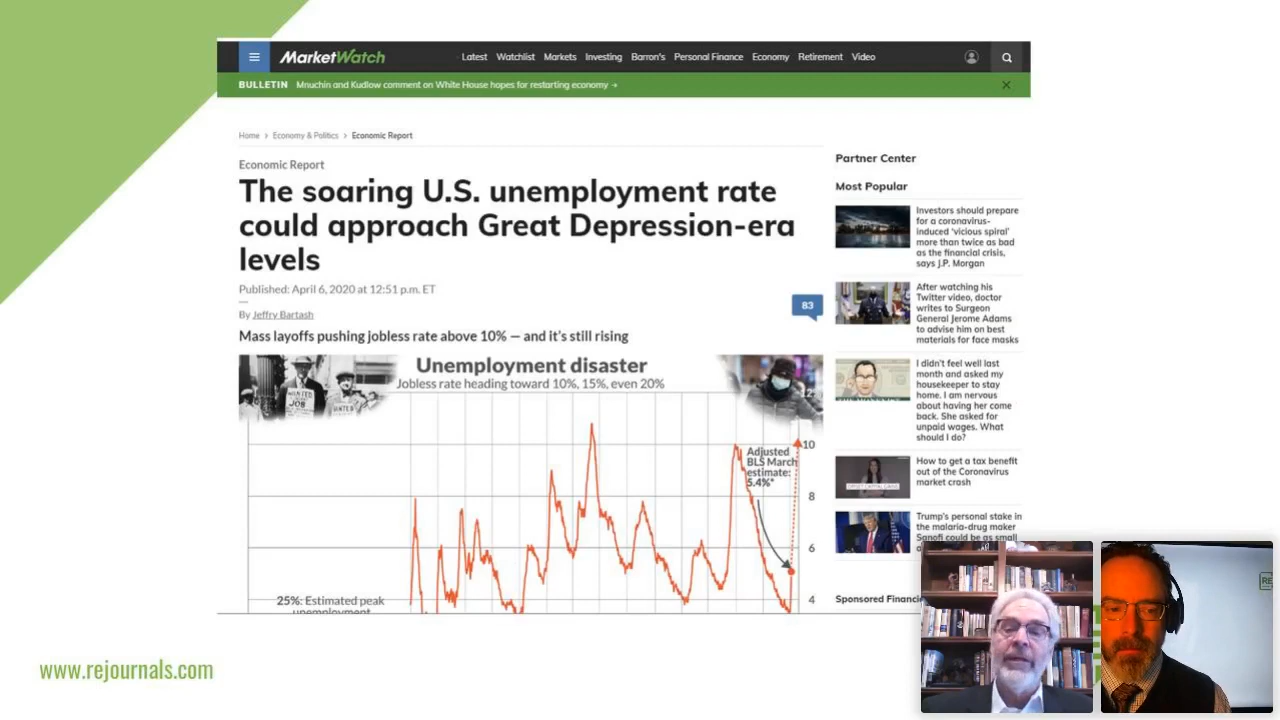 MarketWatch
Latest Watchlist Markets Investing Barron's Personal Finance Economy Retirement Video
BULLETIN Mnuchin and Kudlow comment on White House hopes for restarting economy →
Home > Economy & Politics > Economic Report
Economic Report
The soaring U.S. unemployment rate
could approach Great Depression-era
levels
Published: April 6, 2020 at 12:51 p.m. ET
83
By Jeffry Bartash
Mass layoffs pushing jobless rate above 10% — and it's still rising
Unemployment disaster
Jobless rate heading toward 10%, 15%, even 20%
WANTED
JOB
WANTED
12
10
8
6
4
Adjusted
BLS March
estimate:
5.4%*
25%: Estimated peak
unemployment
Partner Center
Most Popular
Investors should prepare
for a coronavirus-
induced 'vicious spiral'
more than twice as bad
as the financial crisis,
says J.P. Morgan
After watching his
Twitter video, doctor
writes to Surgeon
General Jerome Adams
to advise him on best
materials for face masks
I didn't feel well last
month and asked my
housekeeper to stay
home. I am nervous
about having her come
back. She asked for
unpaid wages. What
should I do?
How to get a tax benefit
out of the Coronavirus
market crash
Trump's personal stake in
the malaria-drug maker
Sanofi could be as small
Sponsored Financi
RE
www.rejournals.com